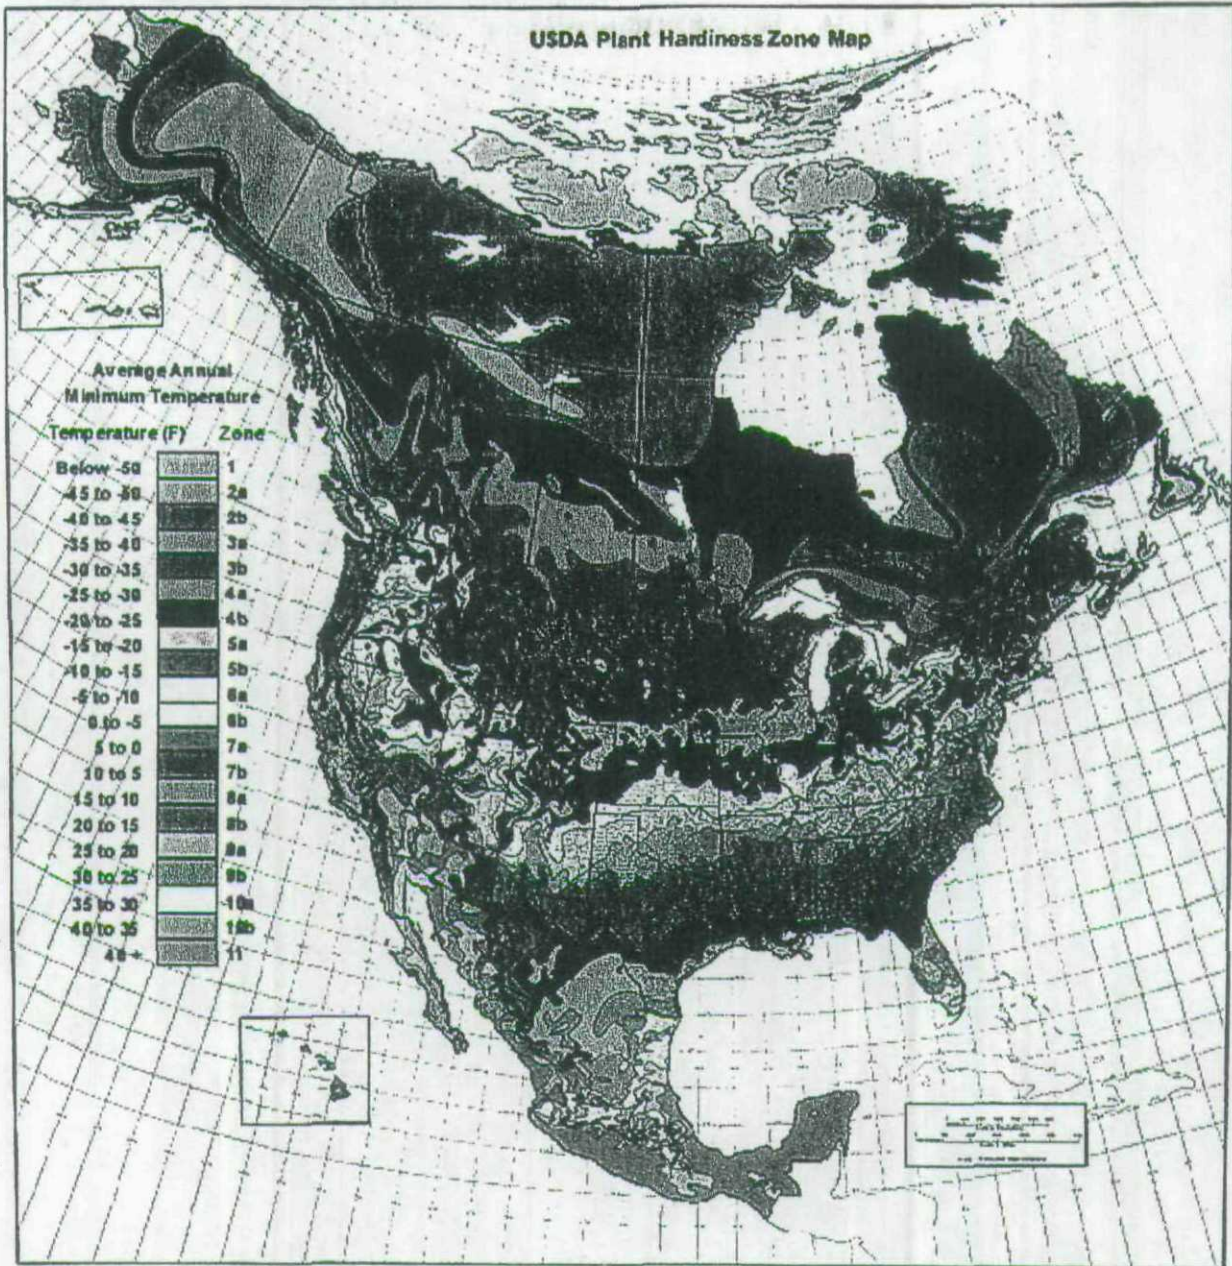 USDA Plant Hardiness Zone Map
Average Annual
Minimum Temperature
Temperature (F) Zone
Below -50 1
-45 to -50 2a
-40 to -45 2b
-35 to -40 3a
-30 to -35 3b
-25 to -30 4a
-20 to -25 4b
-15 to -20 5a
-10 to -15 5b
-5 to -10 6a
0 to -5 6b
5 to 0 7a
10 to 5 7b
15 to 10 8a
20 to 15 8b
25 to 20 9a
30 to 25 9b
35 to 30 10a
40 to 35 10b
40 + 11